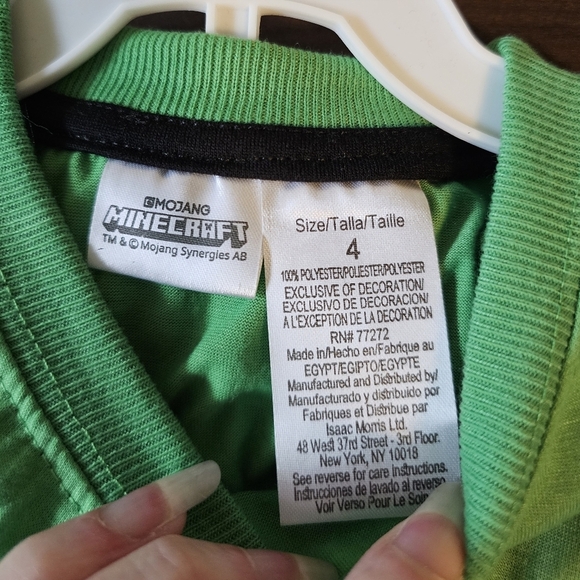 MOJANG
MINECRAFT
TM & © Mojang Synergies AB
Size/Talla/Taille
4
100% POLYESTER/POLIESTER/POLYESTER
EXCLUSIVE OF DECORATION/
EXCLUSIVO DE DECORACION/
A L'EXCEPTION DE LA DECORATION
RN# 77272
Made in/Hecho en/Fabrique au
EGYPT/EGIPTO/EGYPTE
Manufactured and Distributed by/
Manufacturado y distribuido por
Fabriques et Distribue par
Isaac Morris Ltd.
48 West 37rd Street - 3rd Floor.
New York, NY 10018
See reverse for care Instructions.
Instrucciones de lavado al reverso
Voir Verso Pour Le Soin